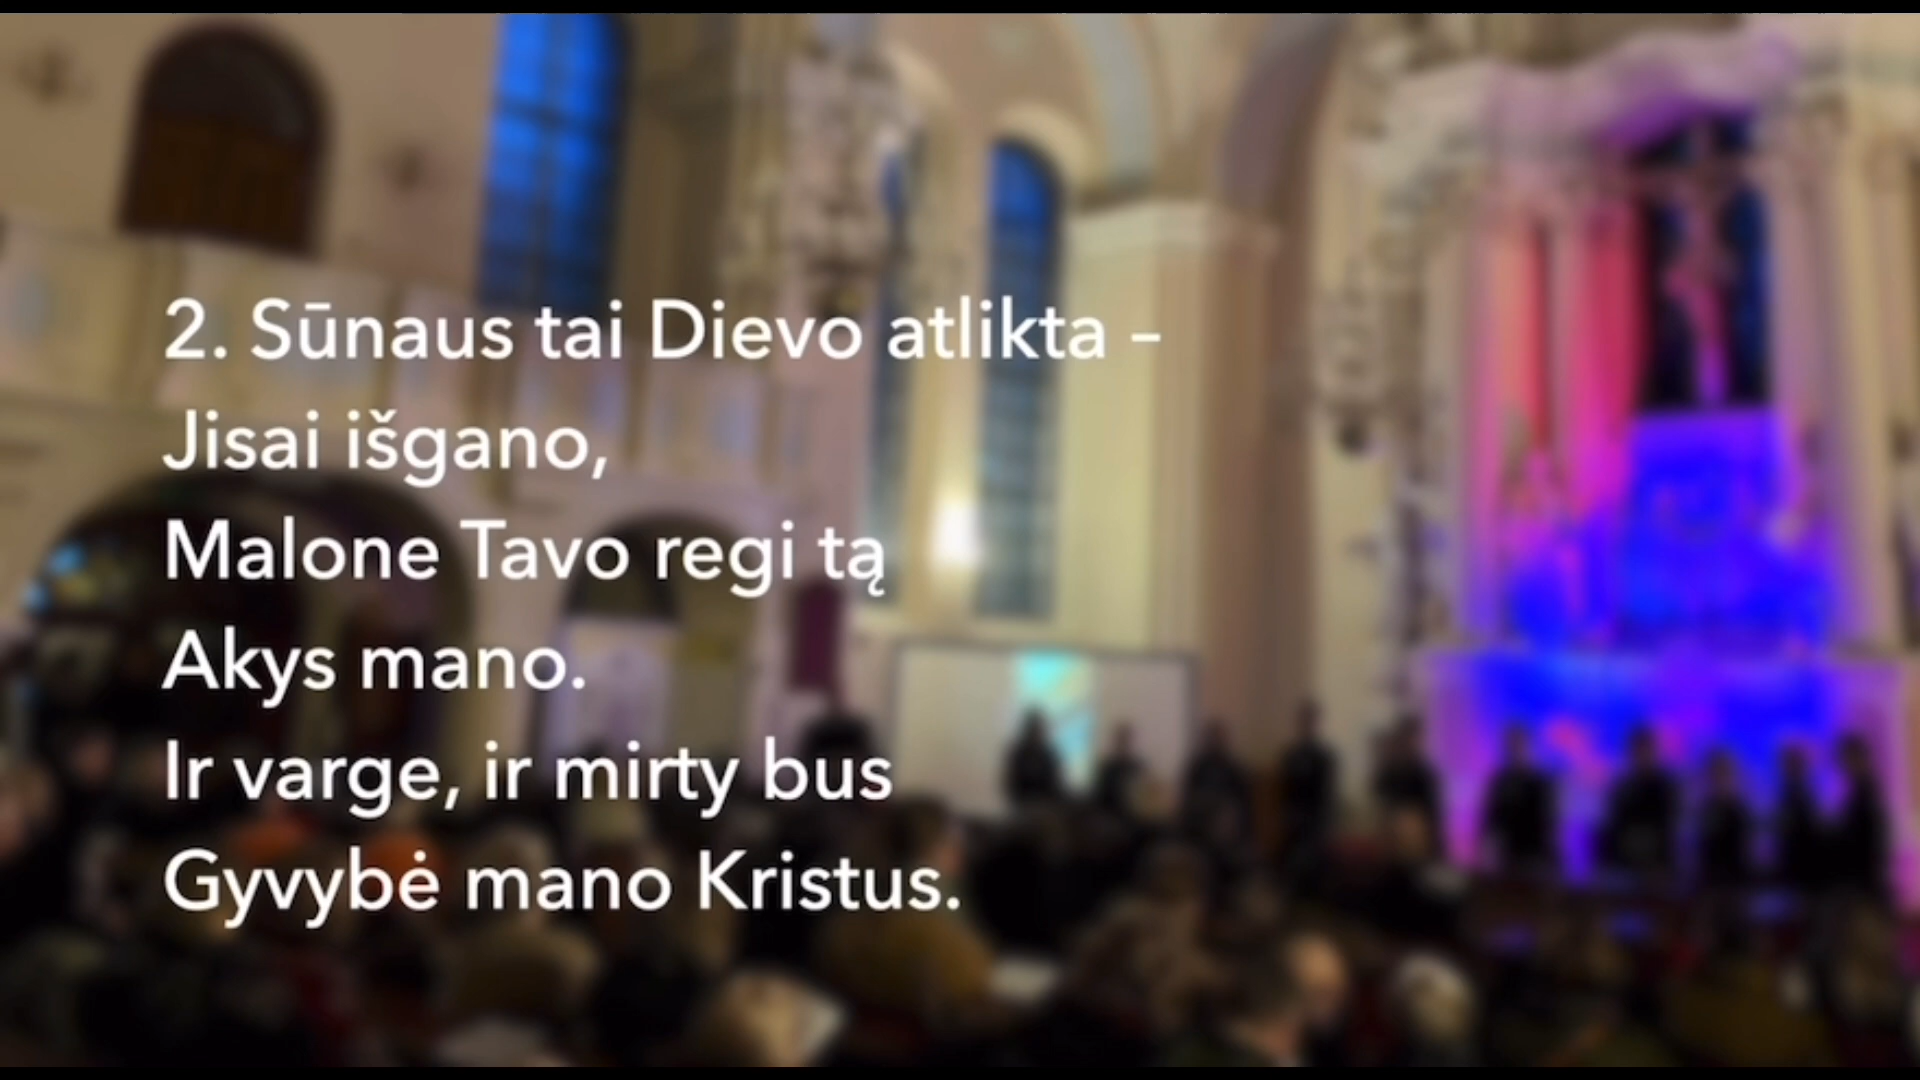 2. Sūnaus tai Dievo atlikta –
Jisai išgano,
Malone Tavo regi tą
Akys mano.
Ir varge, ir mirty bus
Gyvybė mano Kristus.